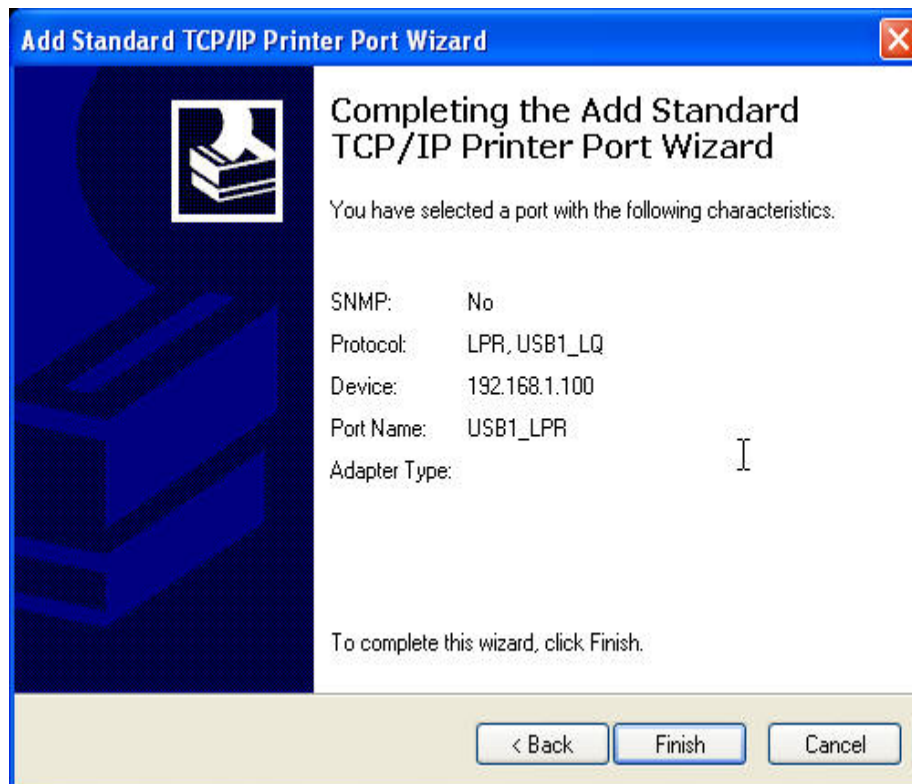 Add Standard TCP/IP Printer Port Wizard
Completing the Add Standard
TCP/IP Printer Port Wizard
You have selected a port with the following characteristics.
SNMP: No
Protocol: LPR, USB1_LQ
Device: 192.168.1.100
Port Name: USB1_LPR
Adapter Type:
To complete this wizard, click Finish.
< Back Finish Cancel